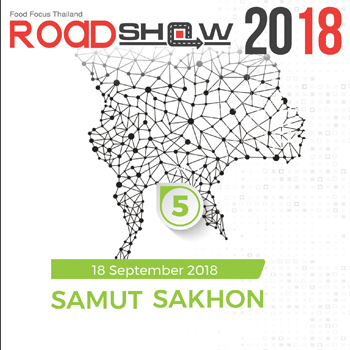 Food Focus Thailand
ROADSHOW 2018
5
18 September 2018
SAMUT SAKHON